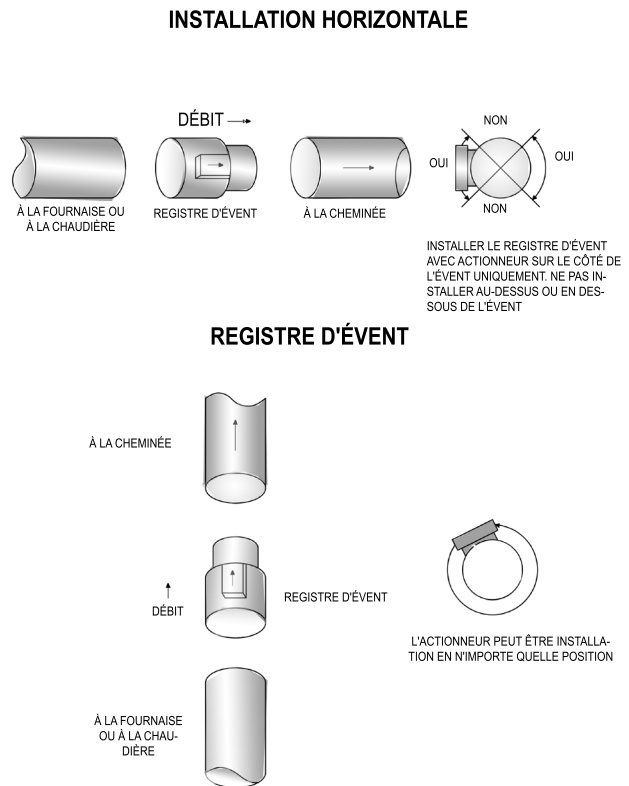 INSTALLATION HORIZONTALE
DÉBIT
NON
OUI
OUI
NON
À LA FOURNAISE OU
À LA CHAUDIÈRE
REGISTRE D'ÉVENT
À LA CHEMINÉE
INSTALLER LE REGISTRE D'ÉVENT
AVEC ACTIONNEUR SUR LE CÔTÉ DE
L'ÉVENT UNIQUEMENT. NE PAS IN-
STALLER AU-DESSUS OU EN DES-
SOUS DE L'ÉVENT
REGISTRE D'ÉVENT
À LA CHEMINÉE
DÉBIT
REGISTRE D'ÉVENT
L'ACTIONNEUR PEUT ÊTRE INSTALLA-
TION EN N'IMPORTE QUELLE POSITION
À LA FOURNAISE
OU À LA CHAU-
DIÈRE